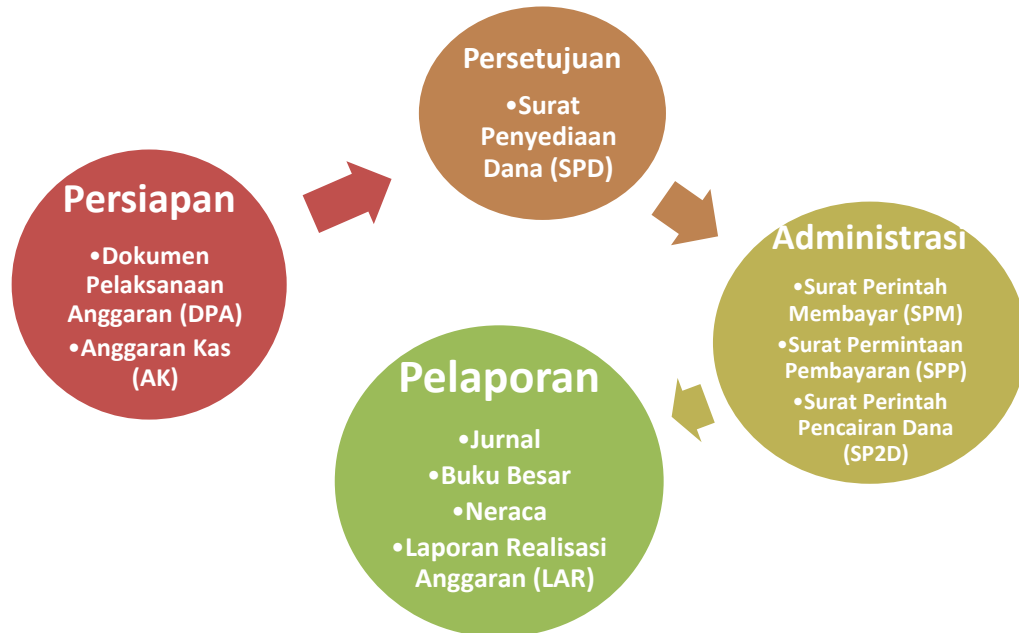 Persiapan
•Dokumen
Pelaksanaan
Anggaran (DPA)
•Anggaran Kas
(AK)
Persetujuan
•Surat
Penyediaan
Dana (SPD)
Administrasi
•Surat Perintah
Membayar (SPM)
•Surat Permintaan
Pembayaran (SPP)
•Surat Perintah
Pencairan Dana
(SP2D)
Pelaporan
•Jurnal
•Buku Besar
•Neraca
•Laporan Realisasi
Anggaran (LAR)